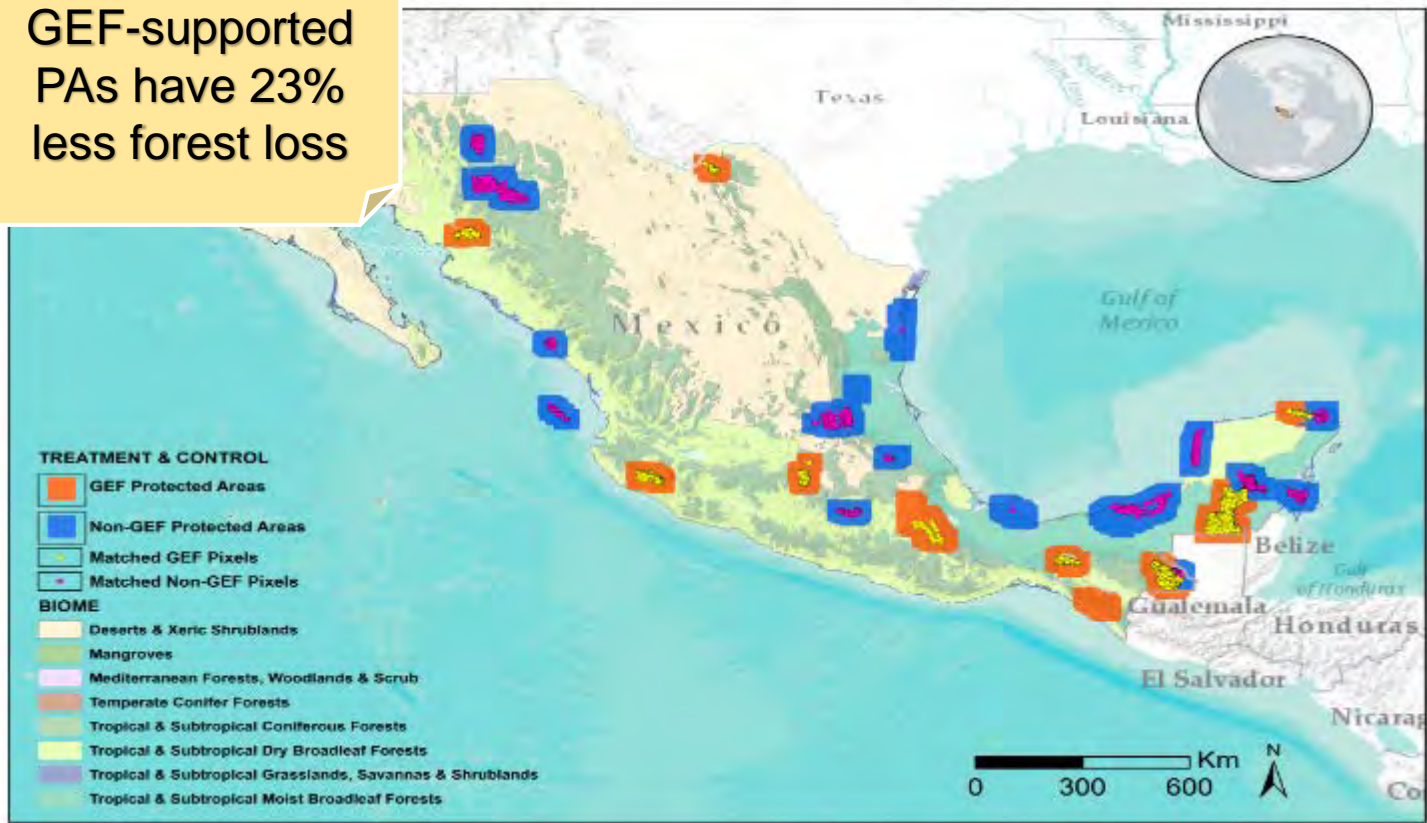 GEF-supported
PAs have 23%
less forest loss
Mississippi
Texas
Louisiana
Gulf of
Mexico
Mexico
TREATMENT & CONTROL
GEF Protected Areas
Non-GEF Protected Areas
Matched GEF Pixels
Matched Non-GEF Pixels
BIOME
Deserts & Xeric Shrublands
Mangroves
Mediterranean Forests, Woodlands & Scrub
Temperate Conifer Forests
Tropical & Subtropical Coniferous Forests
Tropical & Subtropical Dry Broadleaf Forests
Tropical & Subtropical Grasslands, Savannas & Shrublands
Tropical & Subtropical Moist Broadleaf Forests
Belize
Gulf
of Honduras
Guatemala
Honduras
El Salvador
Nicarag
Co
Km
N
0 300 600